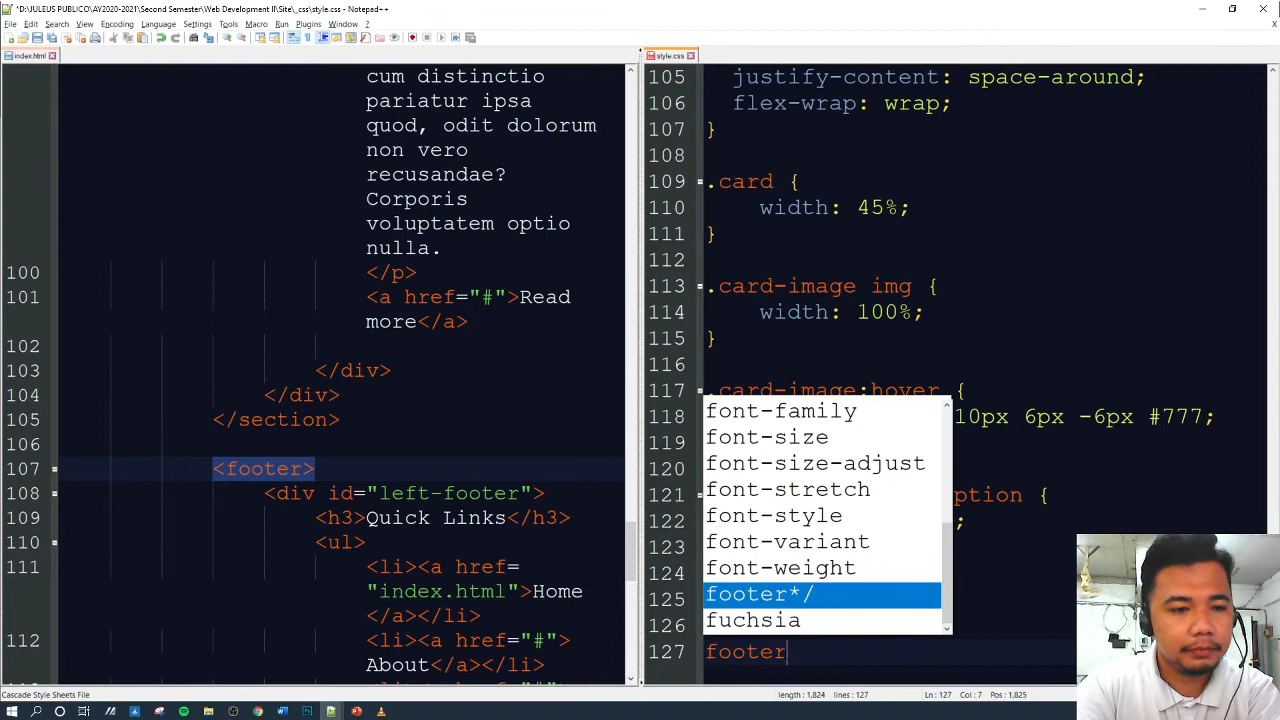 *D:\JULEUS PUBLICO\AY2020-2021\Second Semester\Web Development II\Site\_css\style.css - Notepad++
File Edit Search View Encoding Language Settings Tools Macro Run Plugins Window ?
index.html
cum distinctio
pariatur ipsa
quod, odit dolorum
non vero
recusandae?
Corporis
voluptatem optio
nulla.
100 </p>
101 <a href="#">Read
more</a>
102
103 </div>
104 </div>
105 </section>
106
107 <footer>
108 <div id="left-footer">
109 <h3>Quick Links</h3>
110 <ul>
111 <li><a href=
"index.html">Home
</a></li>
112 <li><a href="#">
About</a></li>
style.css
105 justify-content: space-around;
106 flex-wrap: wrap;
107 }
108
109 .card {
110 width: 45%;
111 }
112
113 .card-image img {
114 width: 100%;
115 }
116
117 .card-image:hover {
118 10px 6px -6px #777;
119
120
121 ption {
122 ;
123
124
125
126
127 footer
font-family
font-size
font-size-adjust
font-stretch
font-style
font-variant
font-weight
footer*/
fuchsia
Cascade Style Sheets File
length : 1,824 lines : 127
Ln : 127 Col : 7 Pos : 1,825